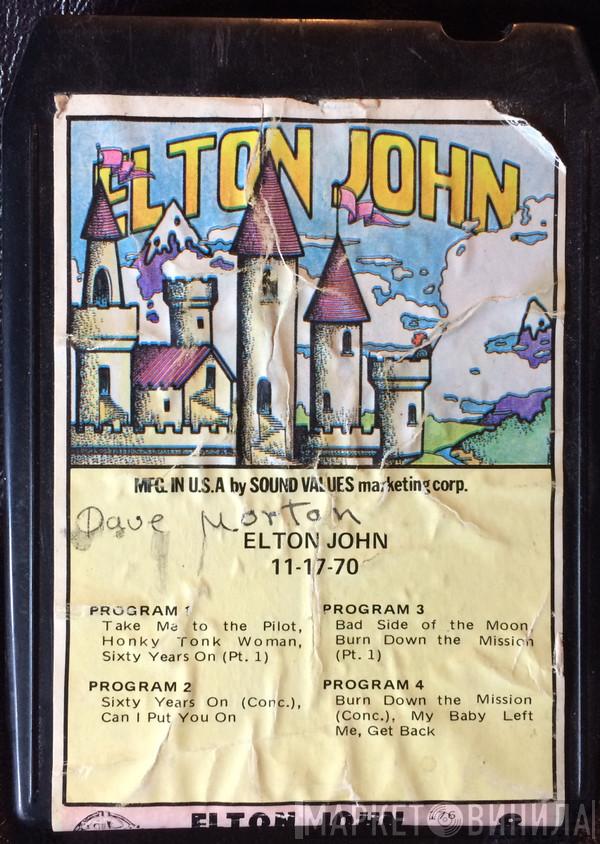 ELTON JOHN
MFG. IN U.S.A by SOUND VALUES marketing corp.
Dave Morton
ELTON JOHN
11-17-70
PROGRAM 1
Take Me to the Pilot,
Honky Tonk Woman,
Sixty Years On (Pt. 1)
PROGRAM 2
Sixty Years On (Conc.),
Can I Put You On
PROGRAM 3
Bad Side of the Moon,
Burn Down the Mission
(Pt. 1)
PROGRAM 4
Burn Down the Mission
(Conc.), My Baby Left
Me, Get Back
ELTON JOHN
МАРКЕТ ВИНИЛА